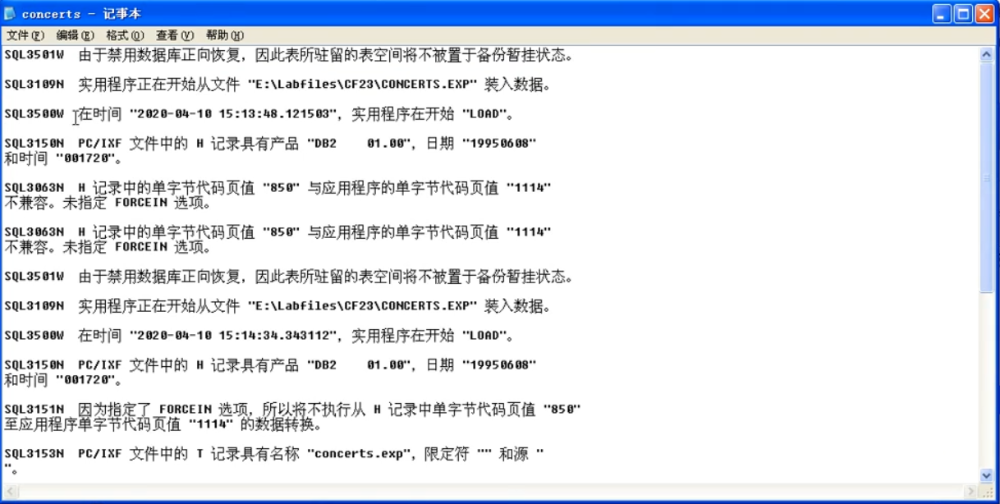 concerts - 记事本
文件(F) 编辑(E) 格式(O) 查看(V) 帮助(H)
SQL3501W 由于禁用数据库正向恢复，因此表所驻留的表空间将不被置于备份暂挂状态。
SQL3109N 实用程序正在开始从文件 "E:\Labfiles\CF23\CONCERTS.EXP" 装入数据。
SQL3500W 在时间 "2020-04-10 15:13:48.121503"，实用程序在开始 "LOAD"。
SQL3150N PC/IXF 文件中的 H 记录具有产品 "DB2    01.00"，日期 "19950608"
和时间 "001720"。
SQL3063N H 记录中的单字节代码页值 "850" 与应用程序的单字节代码页值 "1114"
不兼容。未指定 FORCEIN 选项。
SQL3063N H 记录中的单字节代码页值 "850" 与应用程序的单字节代码页值 "1114"
不兼容。未指定 FORCEIN 选项。
SQL3501W 由于禁用数据库正向恢复，因此表所驻留的表空间将不被置于备份暂挂状态。
SQL3109N 实用程序正在开始从文件 "E:\Labfiles\CF23\CONCERTS.EXP" 装入数据。
SQL3500W 在时间 "2020-04-10 15:14:34.343112"，实用程序在开始 "LOAD"。
SQL3150N PC/IXF 文件中的 H 记录具有产品 "DB2    01.00"，日期 "19950608"
和时间 "001720"。
SQL3151N 因为指定了 FORCEIN 选项，所以将不执行从 H 记录中单字节代码页值 "850"
至应用程序单字节代码页值 "1114" 的数据转换。
SQL3153N PC/IXF 文件中的 T 记录具有名称 "concerts.exp"，限定符 "" 和源 "
"。